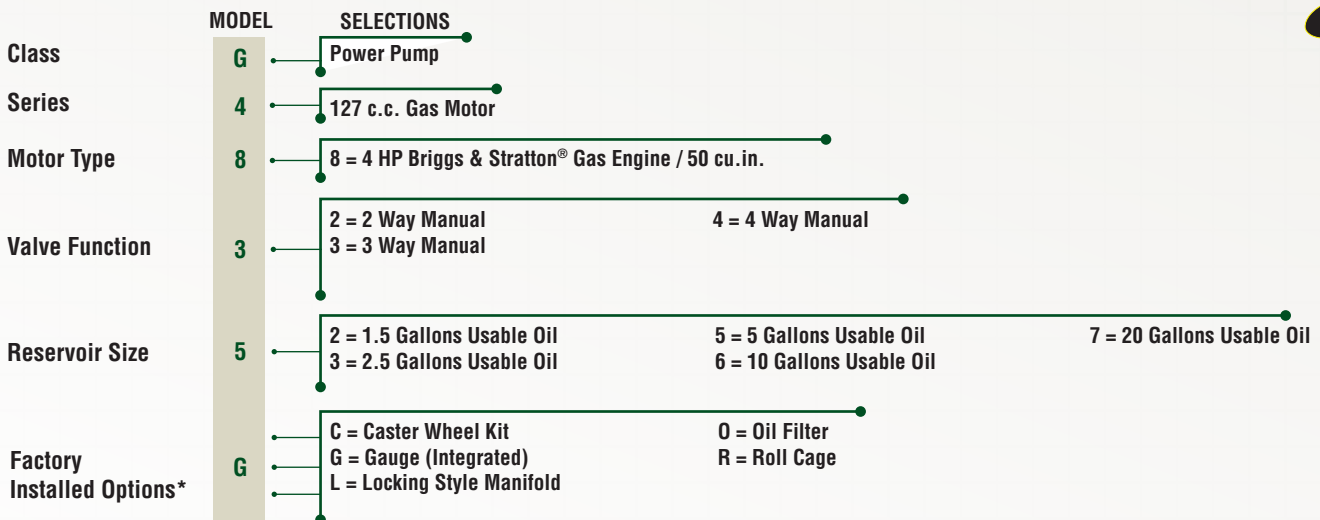 MODEL SELECTIONS
Class G Power Pump
Series 4 127 c.c. Gas Motor
Motor Type 8 8 = 4 HP Briggs & Stratton® Gas Engine / 50 cu.in.
2 = 2 Way Manual 4 = 4 Way Manual
Valve Function 3 3 = 3 Way Manual
2 = 1.5 Gallons Usable Oil 5 = 5 Gallons Usable Oil 7 = 20 Gallons Usable Oil
Reservoir Size 5 3 = 2.5 Gallons Usable Oil 6 = 10 Gallons Usable Oil
C = Caster Wheel Kit O = Oil Filter
Factory G G = Gauge (Integrated) R = Roll Cage
Installed Options* L = Locking Style Manifold